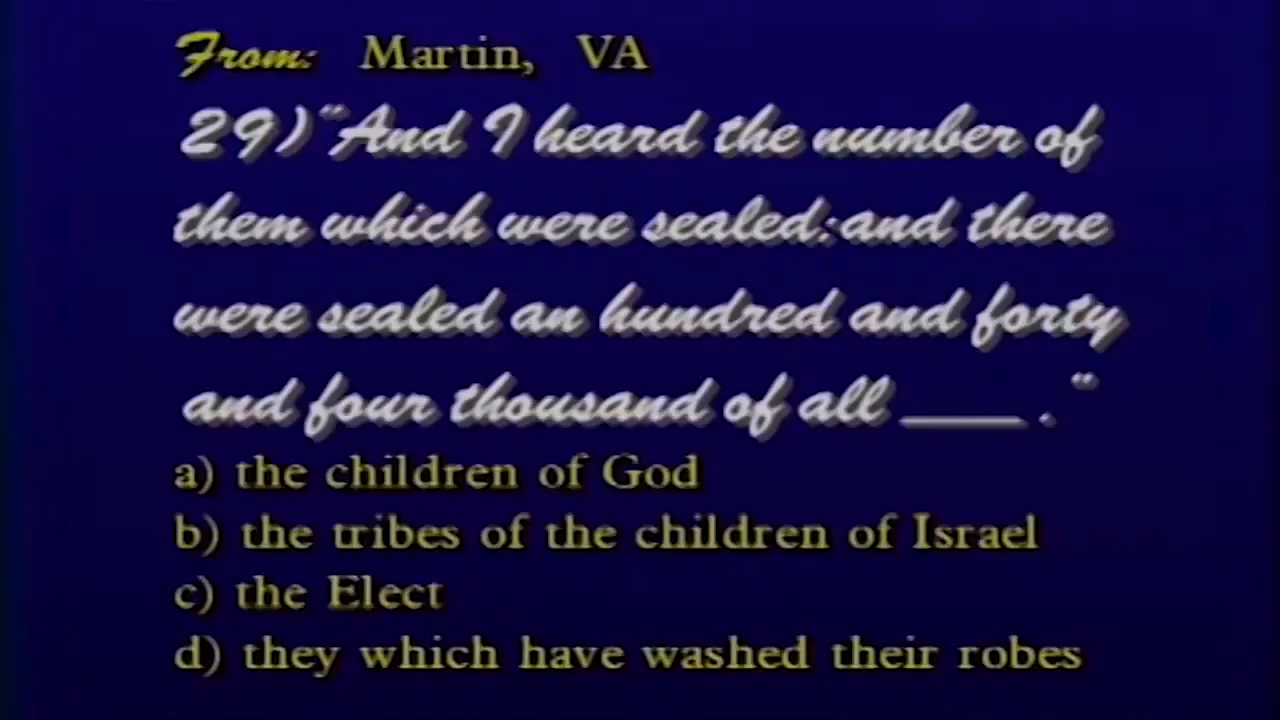 From: Martin, VA
29) "And I heard the number of
them which were sealed: and there
were sealed an hundred and forty
and four thousand of all ____ ."
a) the children of God
b) the tribes of the children of Israel
c) the Elect
d) they which have washed their robes